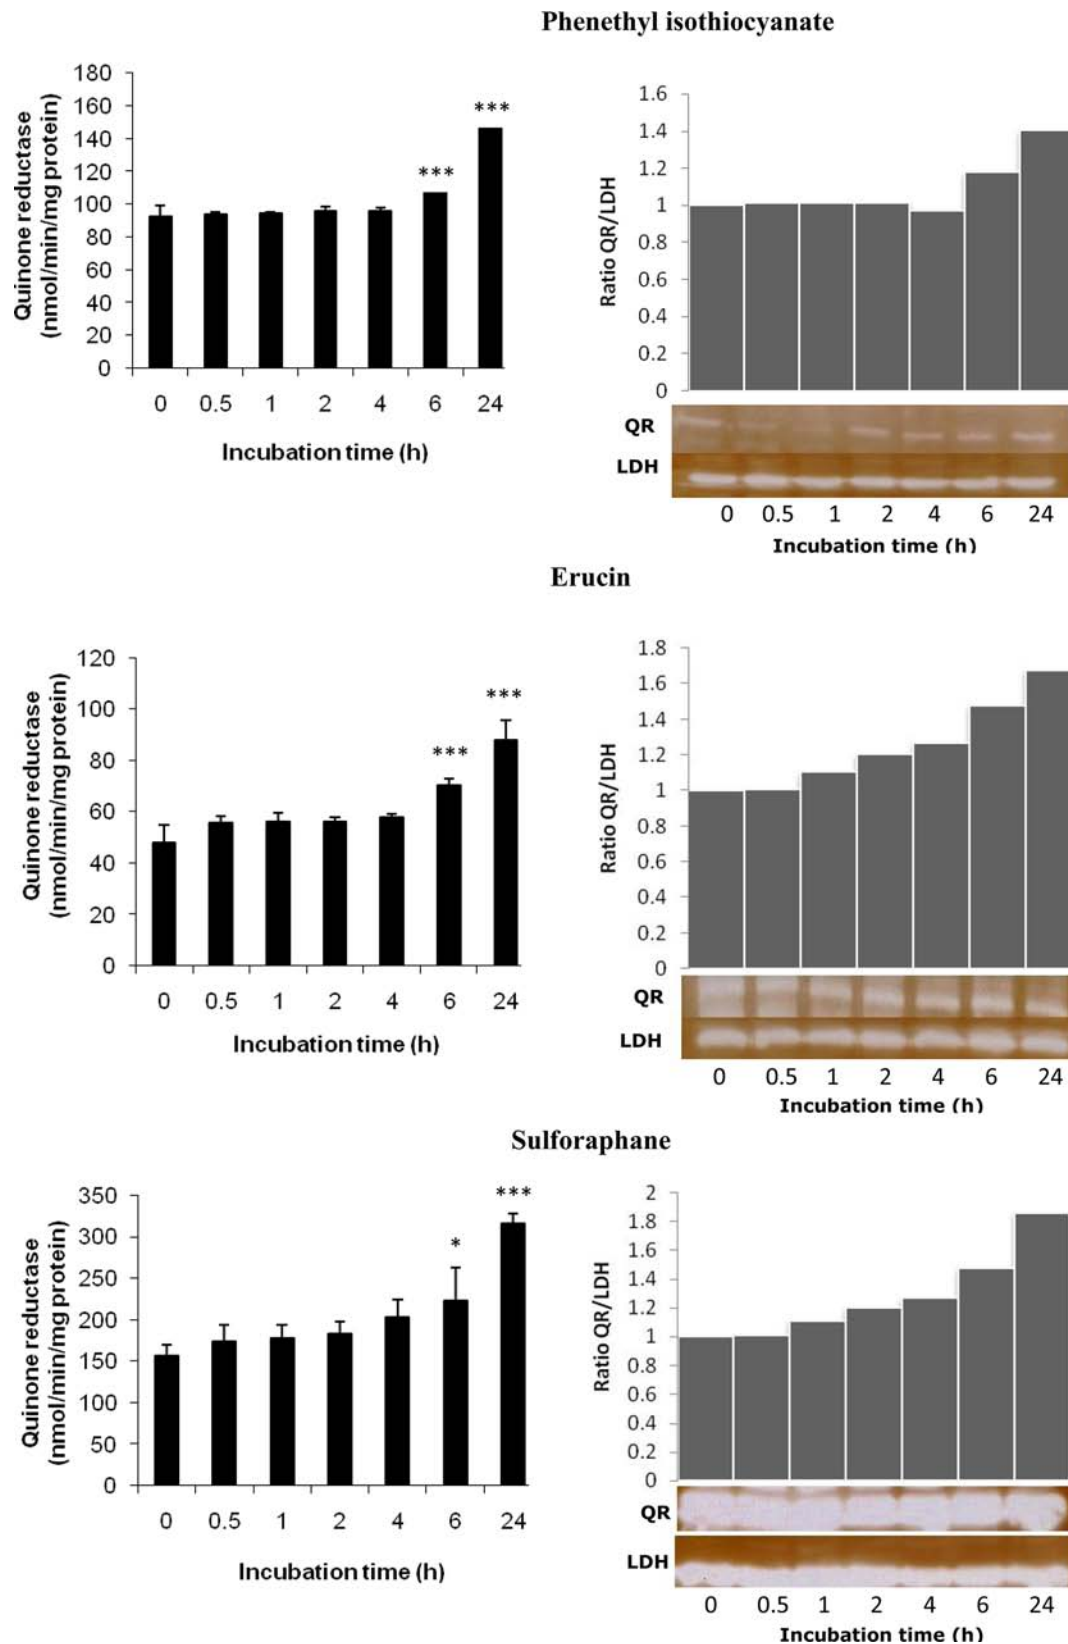 Phenethyl isothiocyanate
Quinone reductase
(nmol/min/mg protein)
180
160
140
120
100
80
60
40
20
0
***
***
0 0.5 1 2 4 6 24
Incubation time (h)
Ratio QR/LDH
1.6
1.4
1.2
1
0.8
0.6
0.4
0.2
0
QR
LDH
0 0.5 1 2 4 6 24
Incubation time (h)
Erucin
Quinone reductase
(nmol/min/mg protein)
120
100
80
60
40
20
0
***
***
0 0.5 1 2 4 6 24
Incubation time (h)
Ratio QR/LDH
1.8
1.6
1.4
1.2
1
0.8
0.6
0.4
0.2
0
QR
LDH
0 0.5 1 2 4 6 24
Incubation time (h)
Sulforaphane
Quinone reductase
(nmol/min/mg protein)
350
300
250
200
150
100
50
0
*
***
0 0.5 1 2 4 6 24
Incubation time (h)
Ratio QR/LDH
2
1.8
1.6
1.4
1.2
1
0.8
0.6
0.4
0.2
0
QR
LDH
0 0.5 1 2 4 6 24
Incubation time (h)